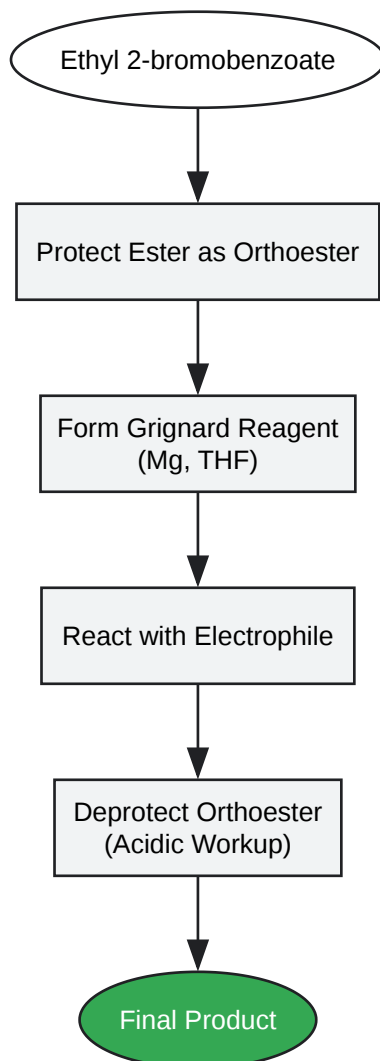 Ethyl 2-bromobenzoate
Protect Ester as Orthoester
Form Grignard Reagent
(Mg, THF)
React with Electrophile
Deprotect Orthoester
(Acidic Workup)
Final Product